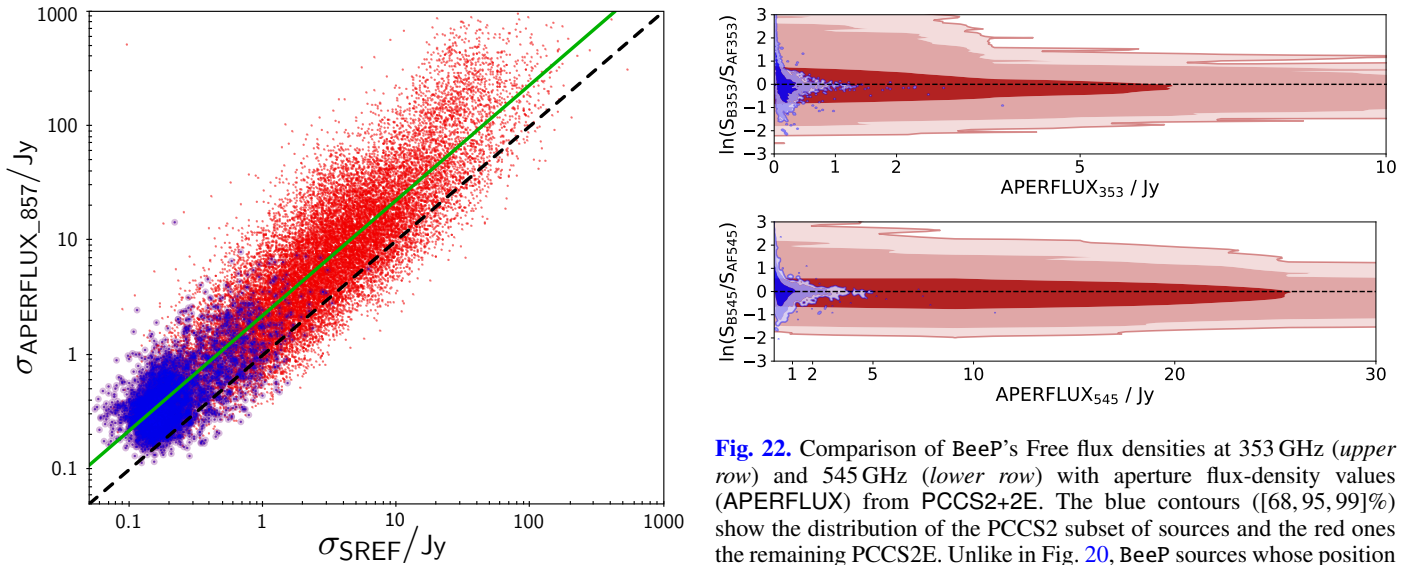 1000
100
10
1
0.1
σAPERFLUX_857/Jy
0.1 1 10 100 1000
σSREF/Jy
3
2
1
0
−1
−2
−3
ln(SB353/SAF353)
0 1 2 5 10
APERFLUX353 / Jy
3
2
1
0
−1
−2
−3
ln(SB545/SAF545)
1 2 5 10 20 30
APERFLUX545 / Jy
Fig. 22. Comparison of BeeP's Free flux densities at 353 GHz (upper
row) and 545 GHz (lower row) with aperture flux-density values
(APERFLUX) from PCCS2+2E. The blue contours ([68, 95, 99]%)
show the distribution of the PCCS2 subset of sources and the red ones
the remaining PCCS2E. Unlike in Fig. 20, BeeP sources whose position